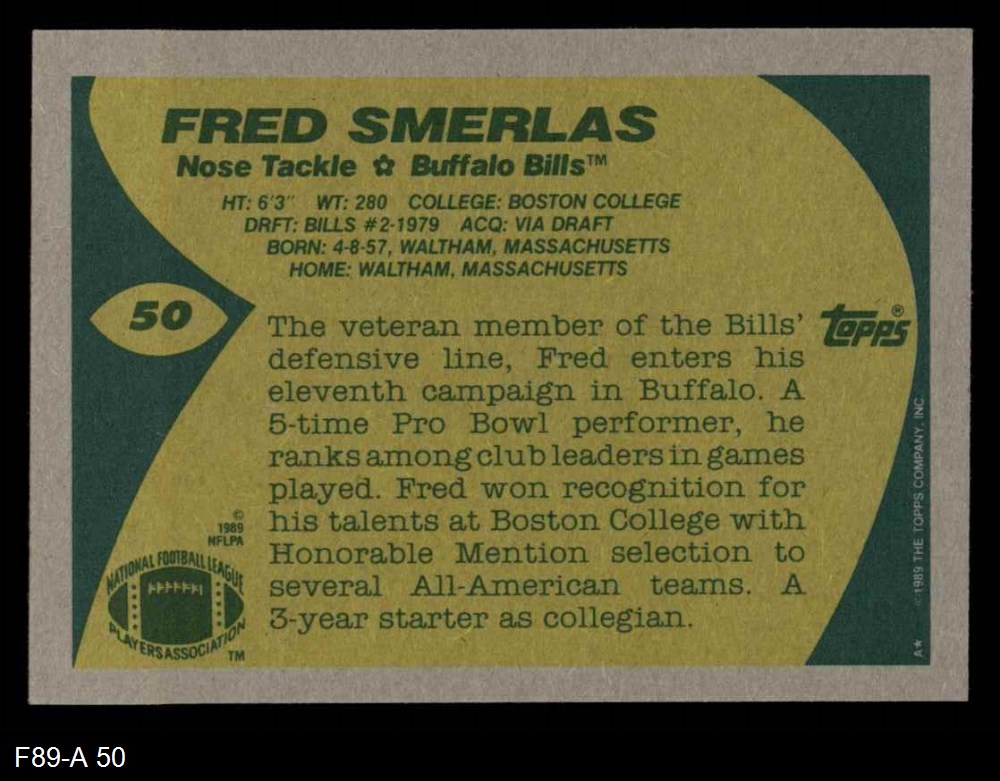 FRED SMERLAS
Nose Tackle ✿ Buffalo Bills™
HT: 6'3" WT: 280 COLLEGE: BOSTON COLLEGE
DRFT: BILLS #2-1979 ACQ: VIA DRAFT
BORN: 4-8-57, WALTHAM, MASSACHUSETTS
HOME: WALTHAM, MASSACHUSETTS
50
topps®
The veteran member of the Bills'
defensive line, Fred enters his
eleventh campaign in Buffalo. A
5-time Pro Bowl performer, he
ranks among club leaders in games
played. Fred won recognition for
his talents at Boston College with
Honorable Mention selection to
several All-American teams. A
3-year starter as collegian.
©
1989
NFLPA
NATIONAL FOOTBALL LEAGUE
PLAYERS ASSOCIATION
TM
© 1989 THE TOPPS COMPANY, INC.
A*
F89-A 50